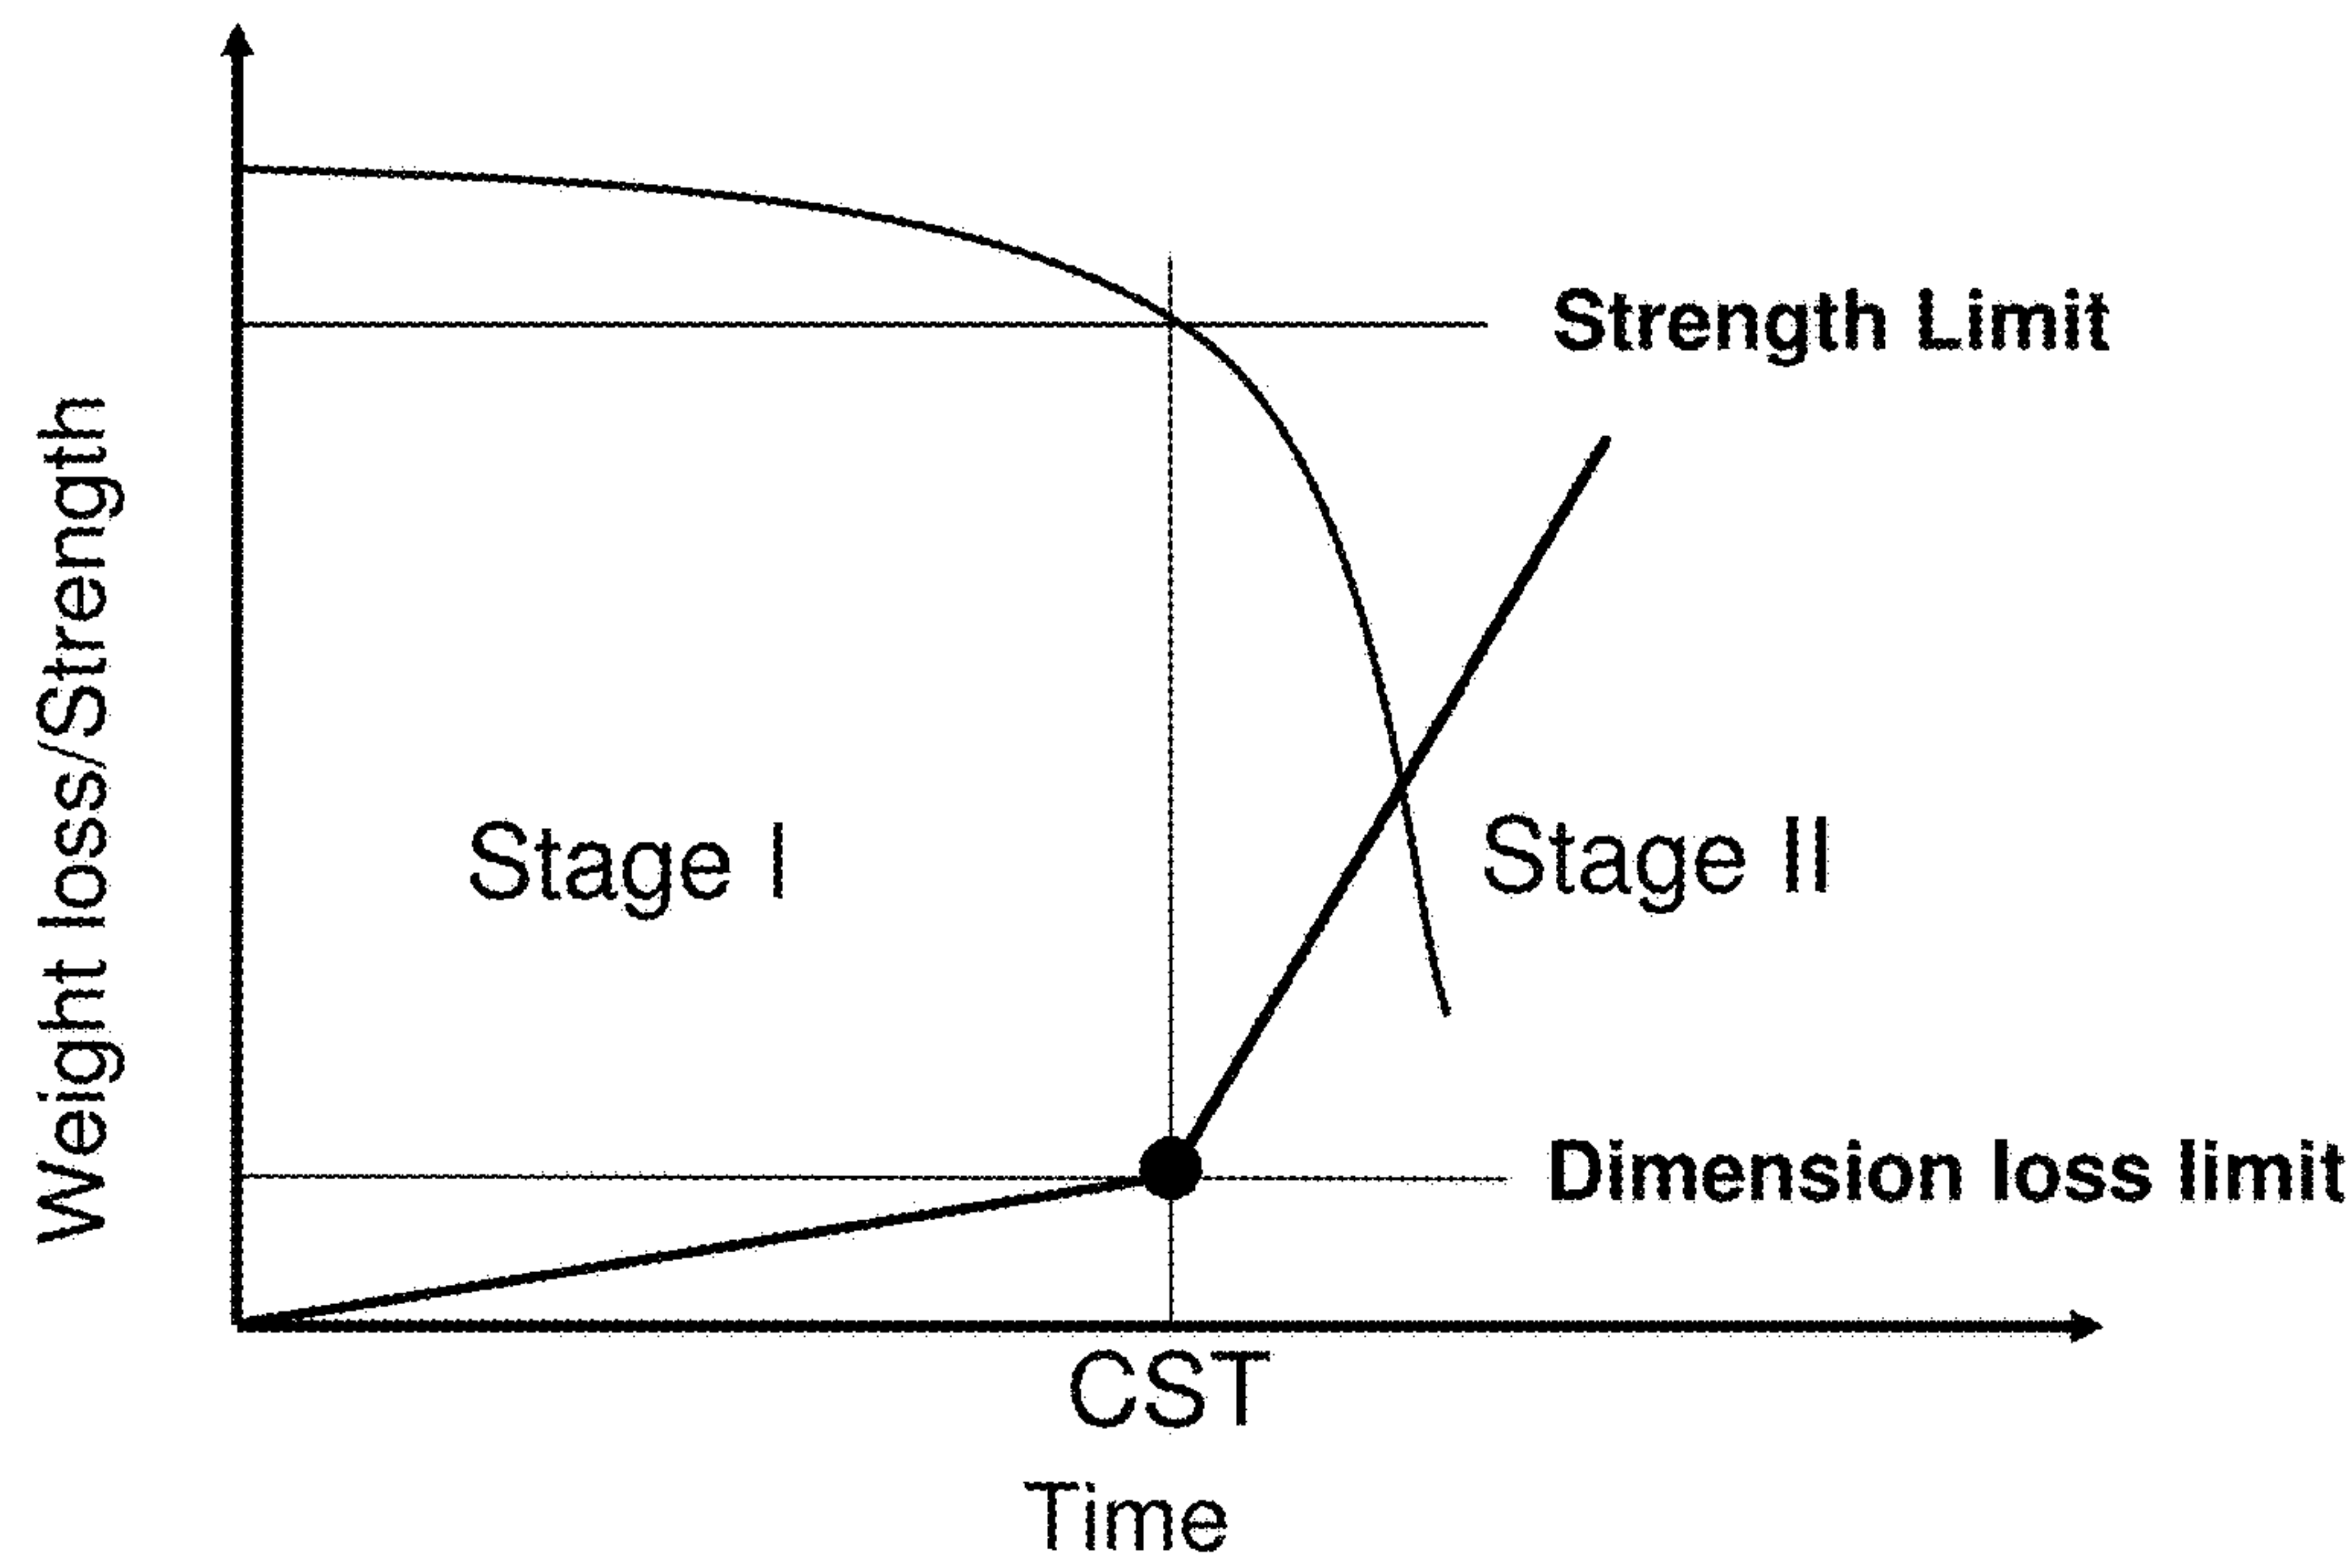 Strength Limit
Weight loss/Strength
Stage I
Stage II
Dimension loss limit
CST
Time